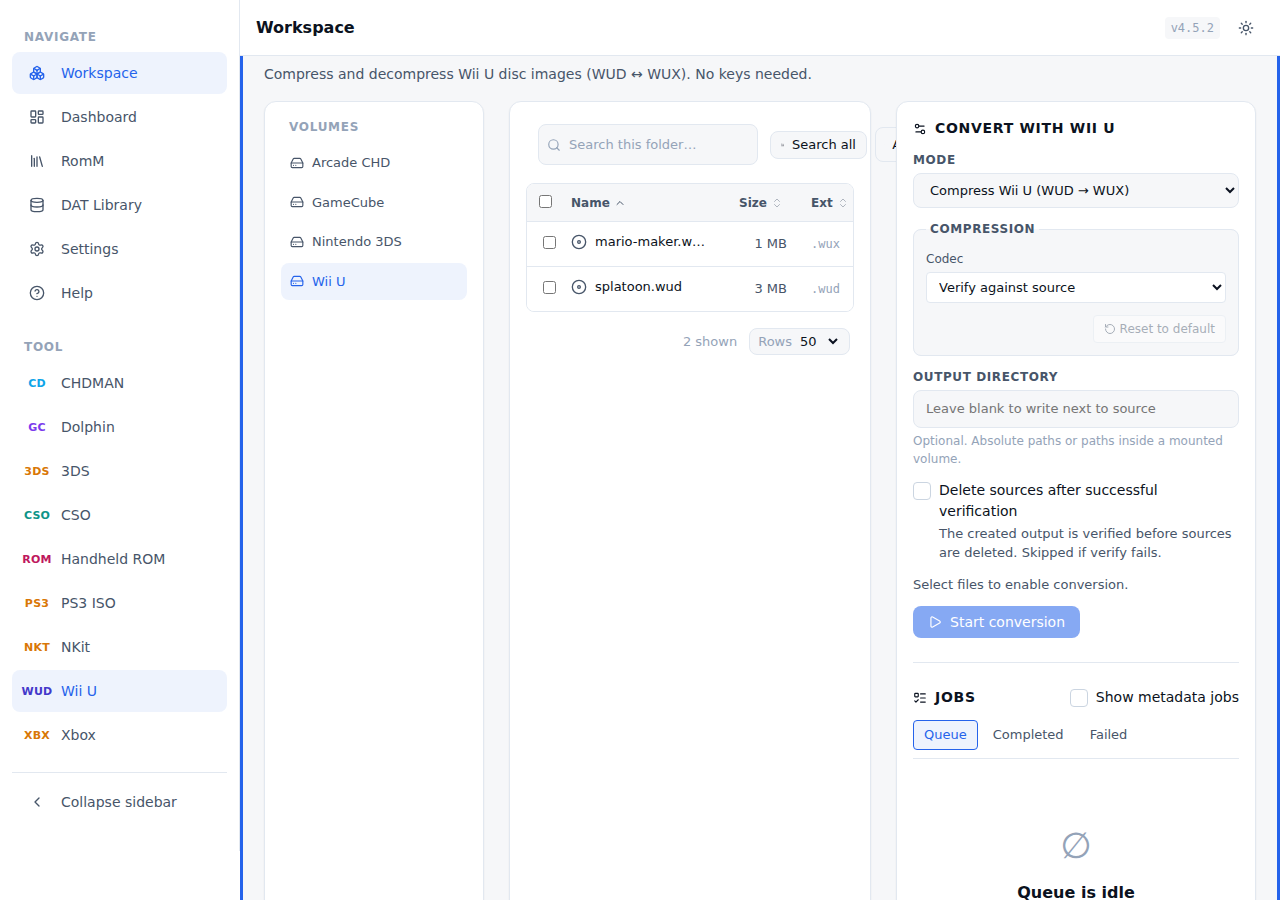 NAVIGATE
Workspace
Dashboard
RomM
DAT Library
Settings
Help
TOOL
CD CHDMAN
GC Dolphin
3DS 3DS
CSO CSO
ROM Handheld ROM
PS3 PS3 ISO
NKT NKit
WUD Wii U
XBX Xbox
Collapse sidebar
Workspace
v4.5.2
Compress and decompress Wii U disc images (WUD ↔ WUX). No keys needed.
VOLUMES
Arcade CHD
GameCube
Nintendo 3DS
Wii U
Search this folder…
Search all
Name Size Ext
mario-maker.w… 1 MB .wux
splatoon.wud 3 MB .wud
2 shown Rows 50
CONVERT WITH WII U
MODE
Compress Wii U (WUD → WUX)
COMPRESSION
Codec
Verify against source
Reset to default
OUTPUT DIRECTORY
Leave blank to write next to source
Optional. Absolute paths or paths inside a mounted
volume.
Delete sources after successful
verification
The created output is verified before sources
are deleted. Skipped if verify fails.
Select files to enable conversion.
Start conversion
JOBS
Show metadata jobs
Queue Completed Failed
Queue is idle